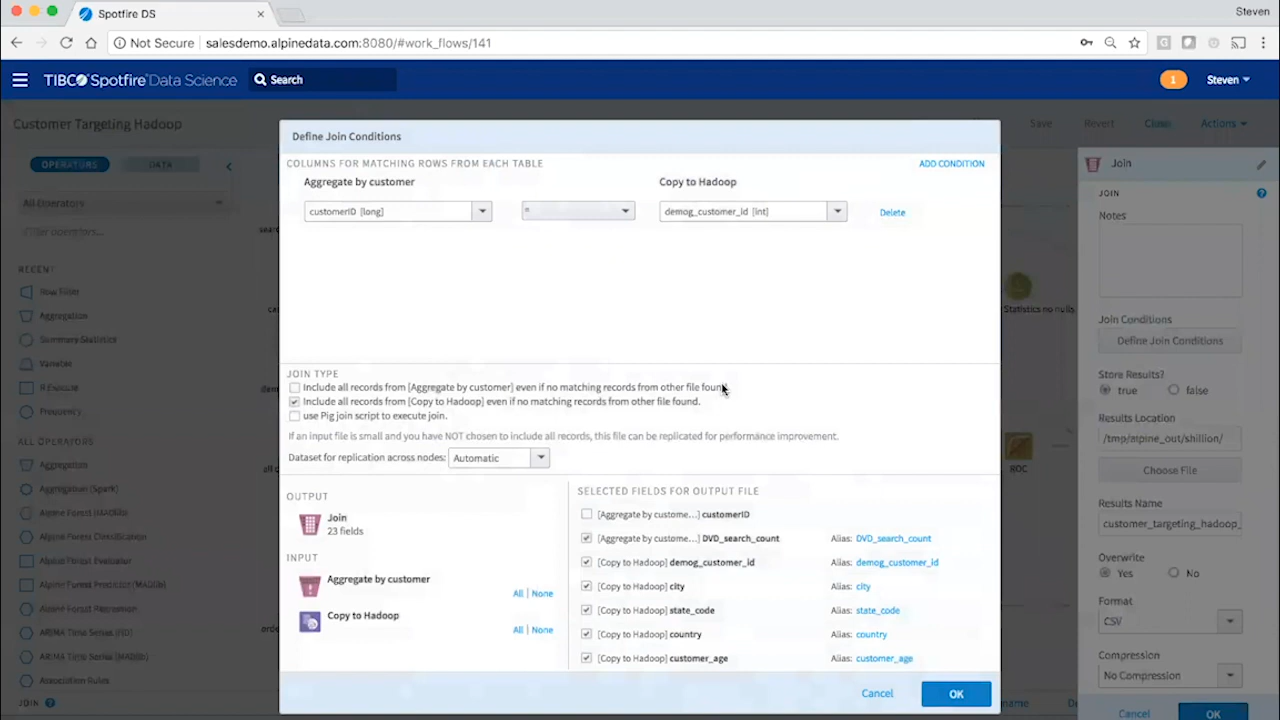 Spotfire DS
Steven
Not Secure
salesdemo.alpinedata.com:8080/#work_flows/141
TIBCO Spotfire Data Science
Search
1
Steven
Customer Targeting Hadoop
Save
Revert
Close
Actions
OPERATORS
DATA
All Operators
Filter operators...
RECENT
Row Filter
Aggregation
Summary Statistics
Variable
R Execute
Frequency
ALL OPERATORS
Aggregation
Aggregation (Spark)
Alpine Forest (MADlib)
Alpine Forest Classification
Alpine Forest Evaluator
Alpine Forest Predictor (MADlib)
Alpine Forest Regression
ARIMA Time Series (HD)
ARIMA Time Series (MADlib)
Association Rules
JOIN
Define Join Conditions
COLUMNS FOR MATCHING ROWS FROM EACH TABLE
ADD CONDITION
Aggregate by customer
Copy to Hadoop
customerID [long]
=
demog_customer_id [int]
Delete
JOIN TYPE
Include all records from [Aggregate by customer] even if no matching records from other file found.
Include all records from [Copy to Hadoop] even if no matching records from other file found.
use Pig join script to execute join.
If an input file is small and you have NOT chosen to include all records, this file can be replicated for performance improvement.
Dataset for replication across nodes:
Automatic
OUTPUT
Join
23 fields
INPUT
Aggregate by customer
All | None
Copy to Hadoop
All | None
SELECTED FIELDS FOR OUTPUT FILE
[Aggregate by custome...] customerID
[Aggregate by custome...] DVD_search_count
Alias: DVD_search_count
[Copy to Hadoop] demog_customer_id
Alias: demog_customer_id
[Copy to Hadoop] city
Alias: city
[Copy to Hadoop] state_code
Alias: state_code
[Copy to Hadoop] country
Alias: country
[Copy to Hadoop] customer_age
Alias: customer_age
Cancel
OK
Statistics no nulls
ROC
Join
JOIN
Notes
Join Conditions
Define Join Conditions
Store Results?
true
false
Results Location
/tmp/alpine_out/shillion/
Choose File
Results Name
customer_targeting_hadoop_
Overwrite
Yes
No
Format
CSV
Compression
No Compression
Cancel
OK